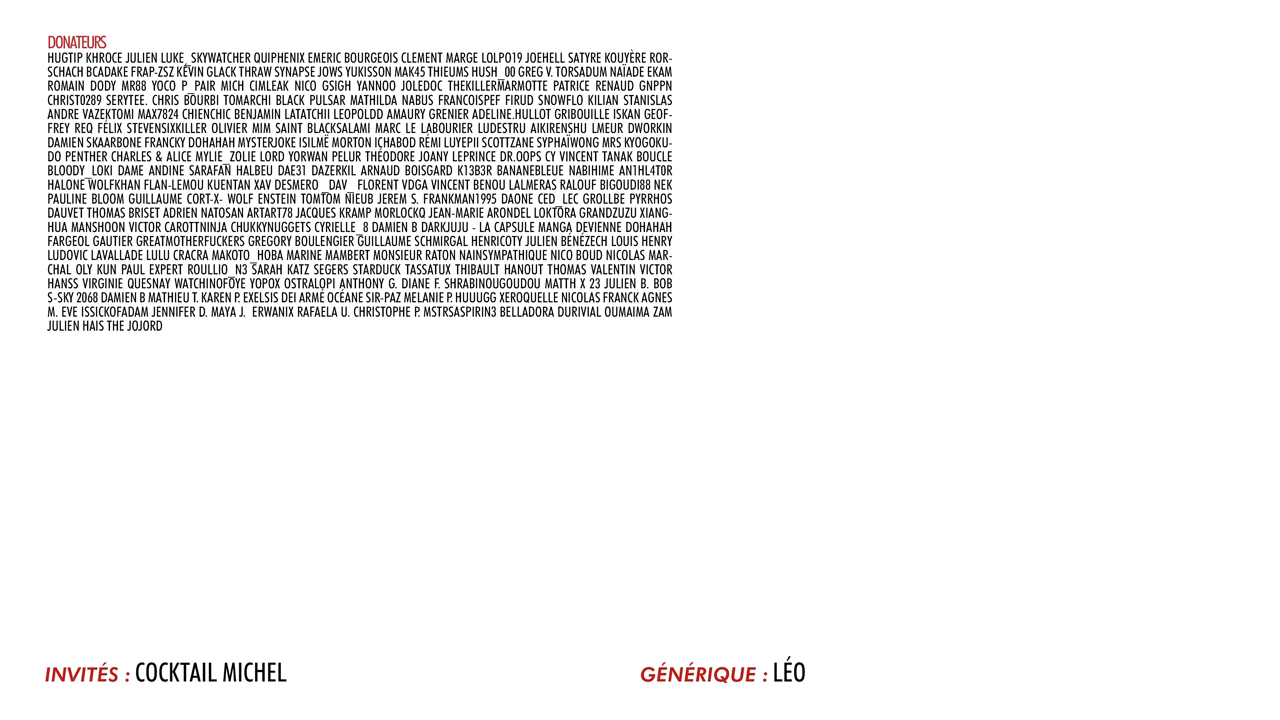 DONATEURS
HUGTIP KHROCE JULIEN LUKE_SKYWATCHER QUIPHENIX EMERIC BOURGEOIS CLEMENT MARGE LOLPO19 JOEHELL SATYRE KOUYÈRE ROR-
SCHACH BCADAKE FRAP-ZSZ KÉVIN GLACK THRAW SYNAPSE JOWS YUKISSON MAK45 THIEUMS HUSH_00 GREG V. TORSADUM NAÏADE EKAM
ROMAIN DODY MR88 YOCO P_PAIR MICH CIMLEAK NICO GSIGH YANNOO JOLEDOC THEKILLERMARMOTTE PATRICE RENAUD GNPPN
CHRIST0289 SERYTEE. CHRIS BOURBI TOMARCHI BLACK PULSAR MATHILDA NABUS FRANCOISPEF FIRUD SNOWFLO KILIAN STANISLAS
ANDRE VAZEKTOMI MAX7824 CHIENCHIC BENJAMIN LATATCHII LEOPOLDD AMAURY GRENIER ADELINE.HULLOT GRIBOUILLE ISKAN GEOF-
FREY REQ FÉLIX STEVENSIXKILLER OLIVIER MIM SAINT BLACKSALAMI MARC LE LABOURIER LUDESTRU AIKIRENSHU LMEUR DWORKIN
DAMIEN SKAARBONE FRANCKY DOHAHAH MYSTERJOKE ISILMË MORTON ICHABOD RÉMI LUYEPII SCOTTZANE SYPHAÏWONG MRS KYOGOKU-
DO PENTHER CHARLES & ALICE MYLIE_ZOLIE LORD YORWAN PELUR THÉODORE JOANY LEPRINCE DR.OOPS CY VINCENT TANAK BOUCLE
BLOODY_LOKI DAME ANDINE SARAFAN HALBEU DAE31 DAZERKIL ARNAUD BOISGARD K13B3R BANANEBLEUE NABIHIME AN1HL4T0R
HALONE WOLFKHAN FLAN-LEMOU KUENTAN XAV DESMERO _DAV_ FLORENT VDGA VINCENT BENOU LALMERAS RALOUF BIGOUDI88 NEK
PAULINE BLOOM GUILLAUME CORT-X- WOLF ENSTEIN TOMTOM NIEUB JEREM S. FRANKMAN1995 DAONE CED_LEC GROLLBE PYRRHOS
DAUVET THOMAS BRISET ADRIEN NATOSAN ARTART78 JACQUES KRAMP MORLOCKQ JEAN-MARIE ARONDEL LOKTORA GRANDZUZU XIANG-
HUA MANSHOON VICTOR CAROTTNINJA CHUKKYNUGGETS CYRIELLE_8 DAMIEN B DARKJUJU - LA CAPSULE MANGA DEVIENNE DOHAHAH
FARGEOL GAUTIER GREATMOTHERFUCKERS GREGORY BOULENGIER GUILLAUME SCHMIRGAL HENRICOTY JULIEN BÉNÉZECH LOUIS HENRY
LUDOVIC LAVALLADE LULU CRACRA MAKOTO_HOBA MARINE MAMBERT MONSIEUR RATON NAINSYMPATHIQUE NICO BOUD NICOLAS MAR-
CHAL OLY KUN PAUL EXPERT ROULLIO_N3 SARAH KATZ SEGERS STARDUCK TASSATUX THIBAULT HANOUT THOMAS VALENTIN VICTOR
HANSS VIRGINIE QUESNAY WATCHINOFOYE YOPOX OSTRALOPI ANTHONY G. DIANE F. SHRABINOUGOUDOU MATTH X 23 JULIEN B. BOB
S-SKY 2068 DAMIEN B MATHIEU T. KAREN P. EXELSIS DEI ARMÉ OCÉANE SIR-PAZ MELANIE P. HUUUGG XEROQUELLE NICOLAS FRANCK AGNES
M. EVE ISSICKOFADAM JENNIFER D. MAYA J. ERWANIX RAFAELA U. CHRISTOPHE P. MSTRSASPIRIN3 BELLADORA DURIVIAL OUMAIMA ZAM
JULIEN HAIS THE JOJORD
INVITÉS : COCKTAIL MICHEL
GÉNÉRIQUE : LÉO